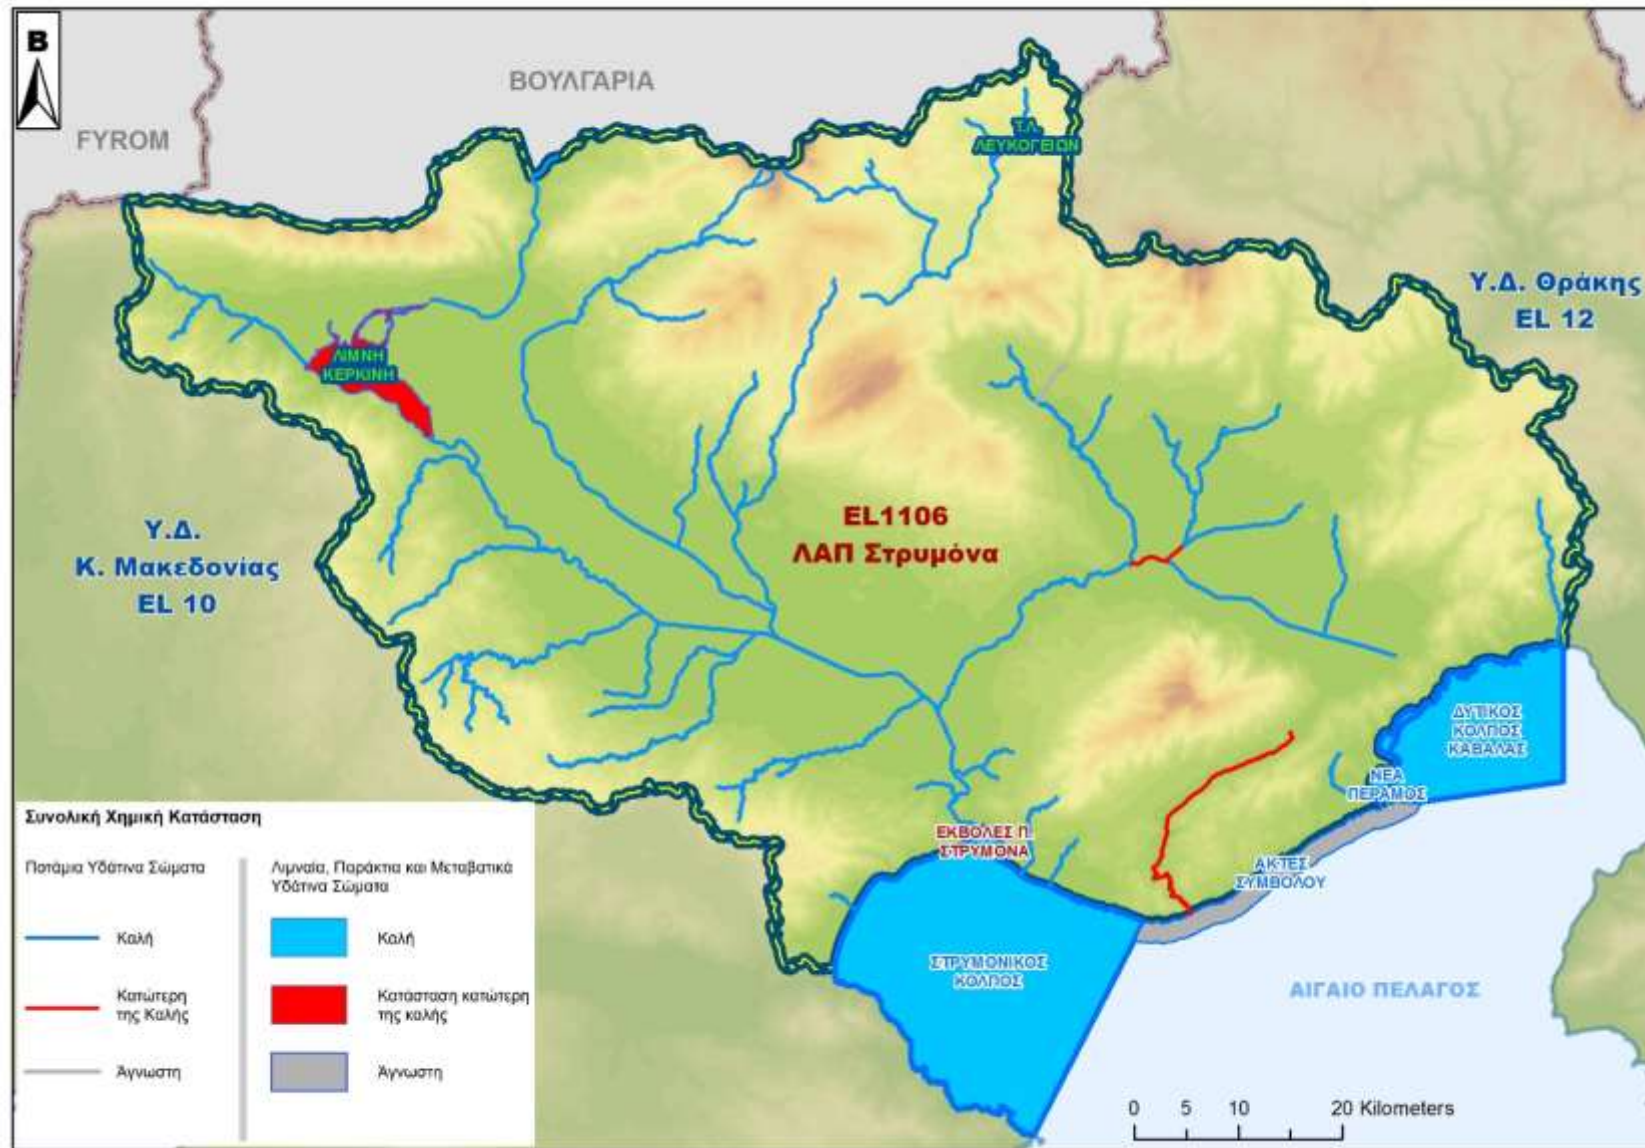 Β
ΒΟΥΛΓΑΡΙΑ
FYROM
Τ.Λ.
ΛΕΥΚΟΓΕΙΩΝ
Υ.Δ. Θράκης
EL 12
ΛΙΜΝΗ
ΚΕΡΚΙΝΗ
EL1106
ΛΑΠ Στρυμόνα
Υ.Δ.
Κ. Μακεδονίας
EL 10
ΔΥΤΙΚΟΣ
ΚΟΛΠΟΣ
ΚΑΒΑΛΑΣ
ΝΕΑ
ΠΕΡΑΜΟΣ
ΕΚΒΟΛΕΣ Π.
ΣΤΡΥΜΟΝΑ
ΑΚΤΕΣ
ΣΥΜΒΟΛΟΥ
ΣΤΡΥΜΟΝΙΚΟΣ
ΚΟΛΠΟΣ
ΑΙΓΑΙΟ ΠΕΛΑΓΟΣ
Συνολική Χημική Κατάσταση
Ποτάμια Υδάτινα Σώματα
Καλή
Κατώτερη
της Καλής
Άγνωστη
Λιμναία, Παράκτια και Μεταβατικά
Υδάτινα Σώματα
Καλή
Κατάσταση κατώτερη
της καλής
Άγνωστη
0 5 10 20 Kilometers